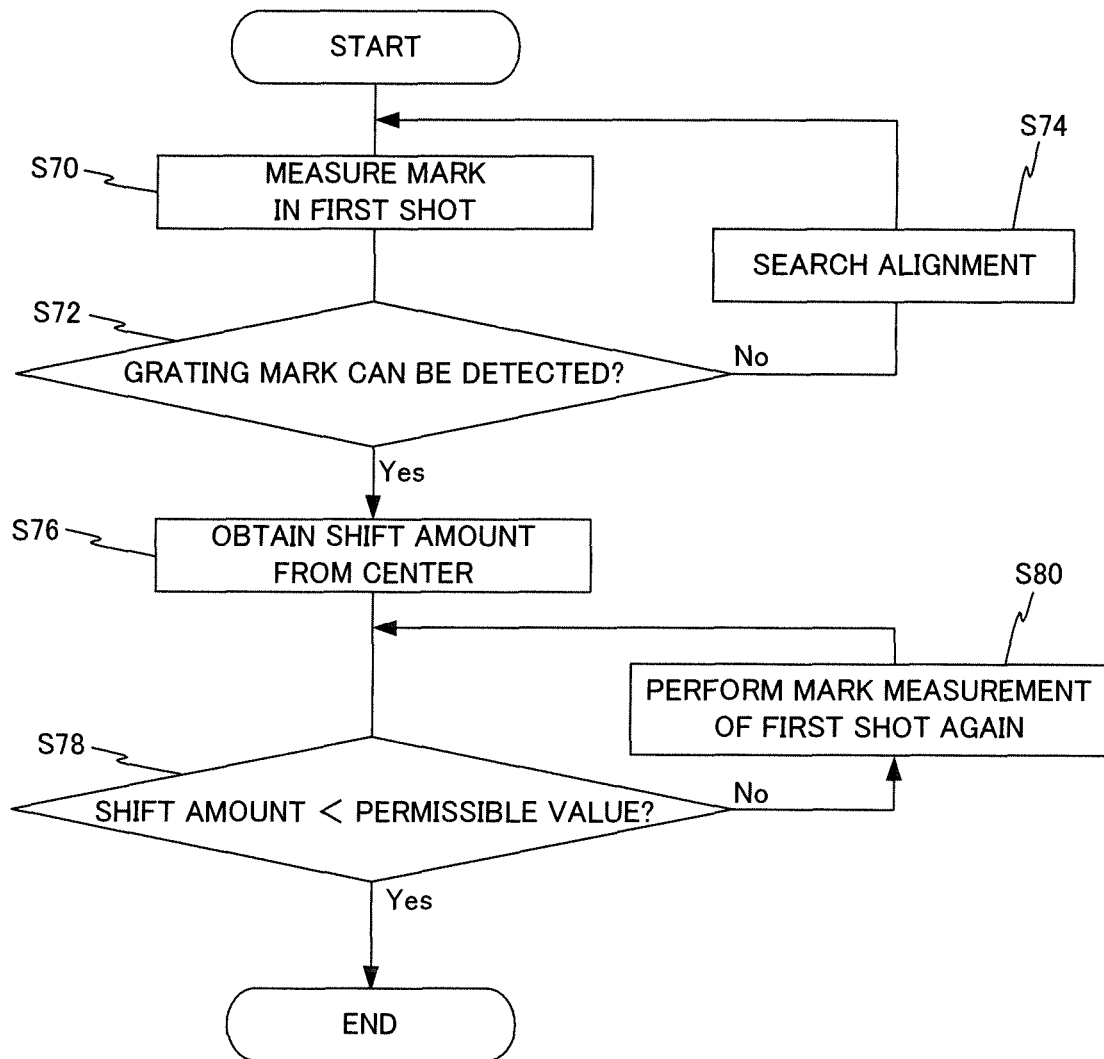 START
S74
S70
MEASURE MARK
IN FIRST SHOT
SEARCH ALIGNMENT
S72
GRATING MARK CAN BE DETECTED?
No
Yes
S76
OBTAIN SHIFT AMOUNT
FROM CENTER
S80
PERFORM MARK MEASUREMENT
OF FIRST SHOT AGAIN
S78
SHIFT AMOUNT < PERMISSIBLE VALUE?
No
Yes
END